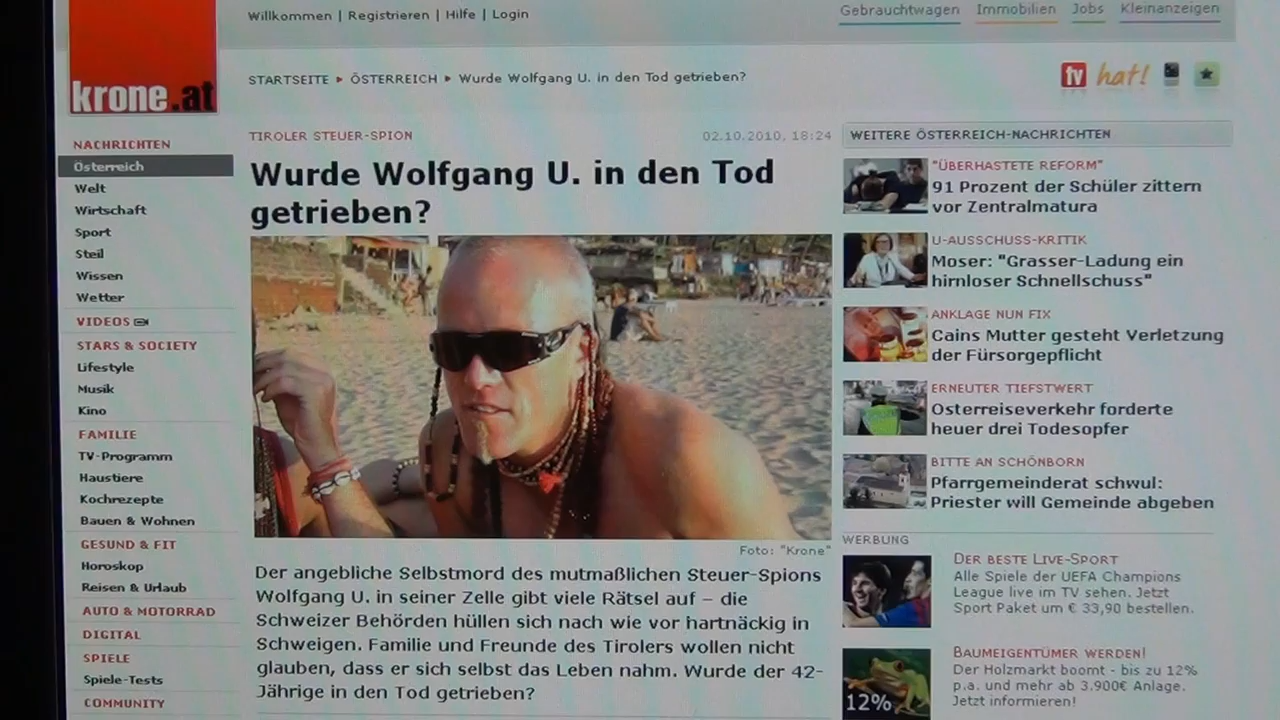 Willkommen | Registrieren | Hilfe | Login
Gebrauchtwagen Immobilien Jobs Kleinanzeigen
krone.at
STARTSEITE ▸ ÖSTERREICH ▸ Wurde Wolfgang U. in den Tod getrieben?
tv hat!
NACHRICHTEN
Österreich
Welt
Wirtschaft
Sport
Steil
Wissen
Wetter
VIDEOS
STARS & SOCIETY
Lifestyle
Musik
Kino
FAMILIE
TV-Programm
Haustiere
Kochrezepte
Bauen & Wohnen
GESUND & FIT
Horoskop
Reisen & Urlaub
AUTO & MOTORRAD
DIGITAL
SPIELE
Spiele-Tests
COMMUNITY
TIROLER STEUER-SPION
02.10.2010, 18:24
Wurde Wolfgang U. in den Tod
getrieben?
Foto: "Krone"
Der angebliche Selbstmord des mutmaßlichen Steuer-Spions
Wolfgang U. in seiner Zelle gibt viele Rätsel auf – die
Schweizer Behörden hüllen sich nach wie vor hartnäckig in
Schweigen. Familie und Freunde des Tirolers wollen nicht
glauben, dass er sich selbst das Leben nahm. Wurde der 42-
Jährige in den Tod getrieben?
WEITERE ÖSTERREICH-NACHRICHTEN
"ÜBERHASTETE REFORM"
91 Prozent der Schüler zittern
vor Zentralmatura
U-AUSSCHUSS-KRITIK
Moser: "Grasser-Ladung ein
hirnloser Schnellschuss"
ANKLAGE NUN FIX
Cains Mutter gesteht Verletzung
der Fürsorgepflicht
ERNEUTER TIEFSTWERT
Osterreiseverkehr forderte
heuer drei Todesopfer
BITTE AN SCHÖNBORN
Pfarrgemeinderat schwul:
Priester will Gemeinde abgeben
WERBUNG
DER BESTE LIVE-SPORT
Alle Spiele der UEFA Champions
League live im TV sehen. Jetzt
Sport Paket um € 33,90 bestellen.
BAUMEIGENTÜMER WERDEN!
Der Holzmarkt boomt - bis zu 12%
p.a. und mehr ab 3.900€ Anlage.
Jetzt informieren!
12%